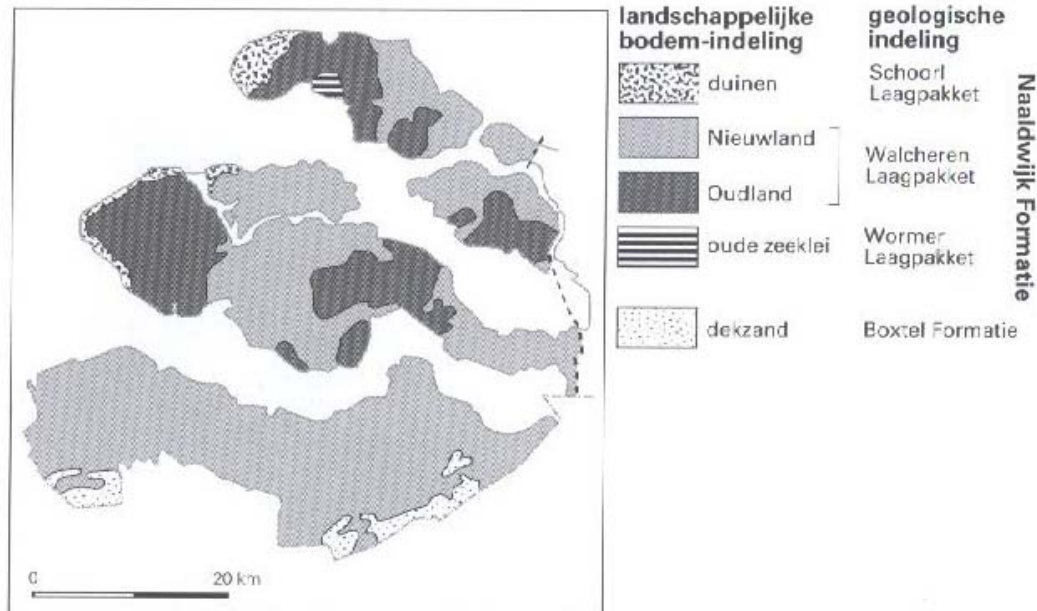 landschappelijke
bodem-indeling
geologische
indeling
duinen
Schoorl
Laagpakket
Nieuwland
Walcheren
Laagpakket
Oudland
oude zeeklei
Wormer
Laagpakket
dekzand
Boxtel Formatie
Naaldwijk Formatie
0
20 km